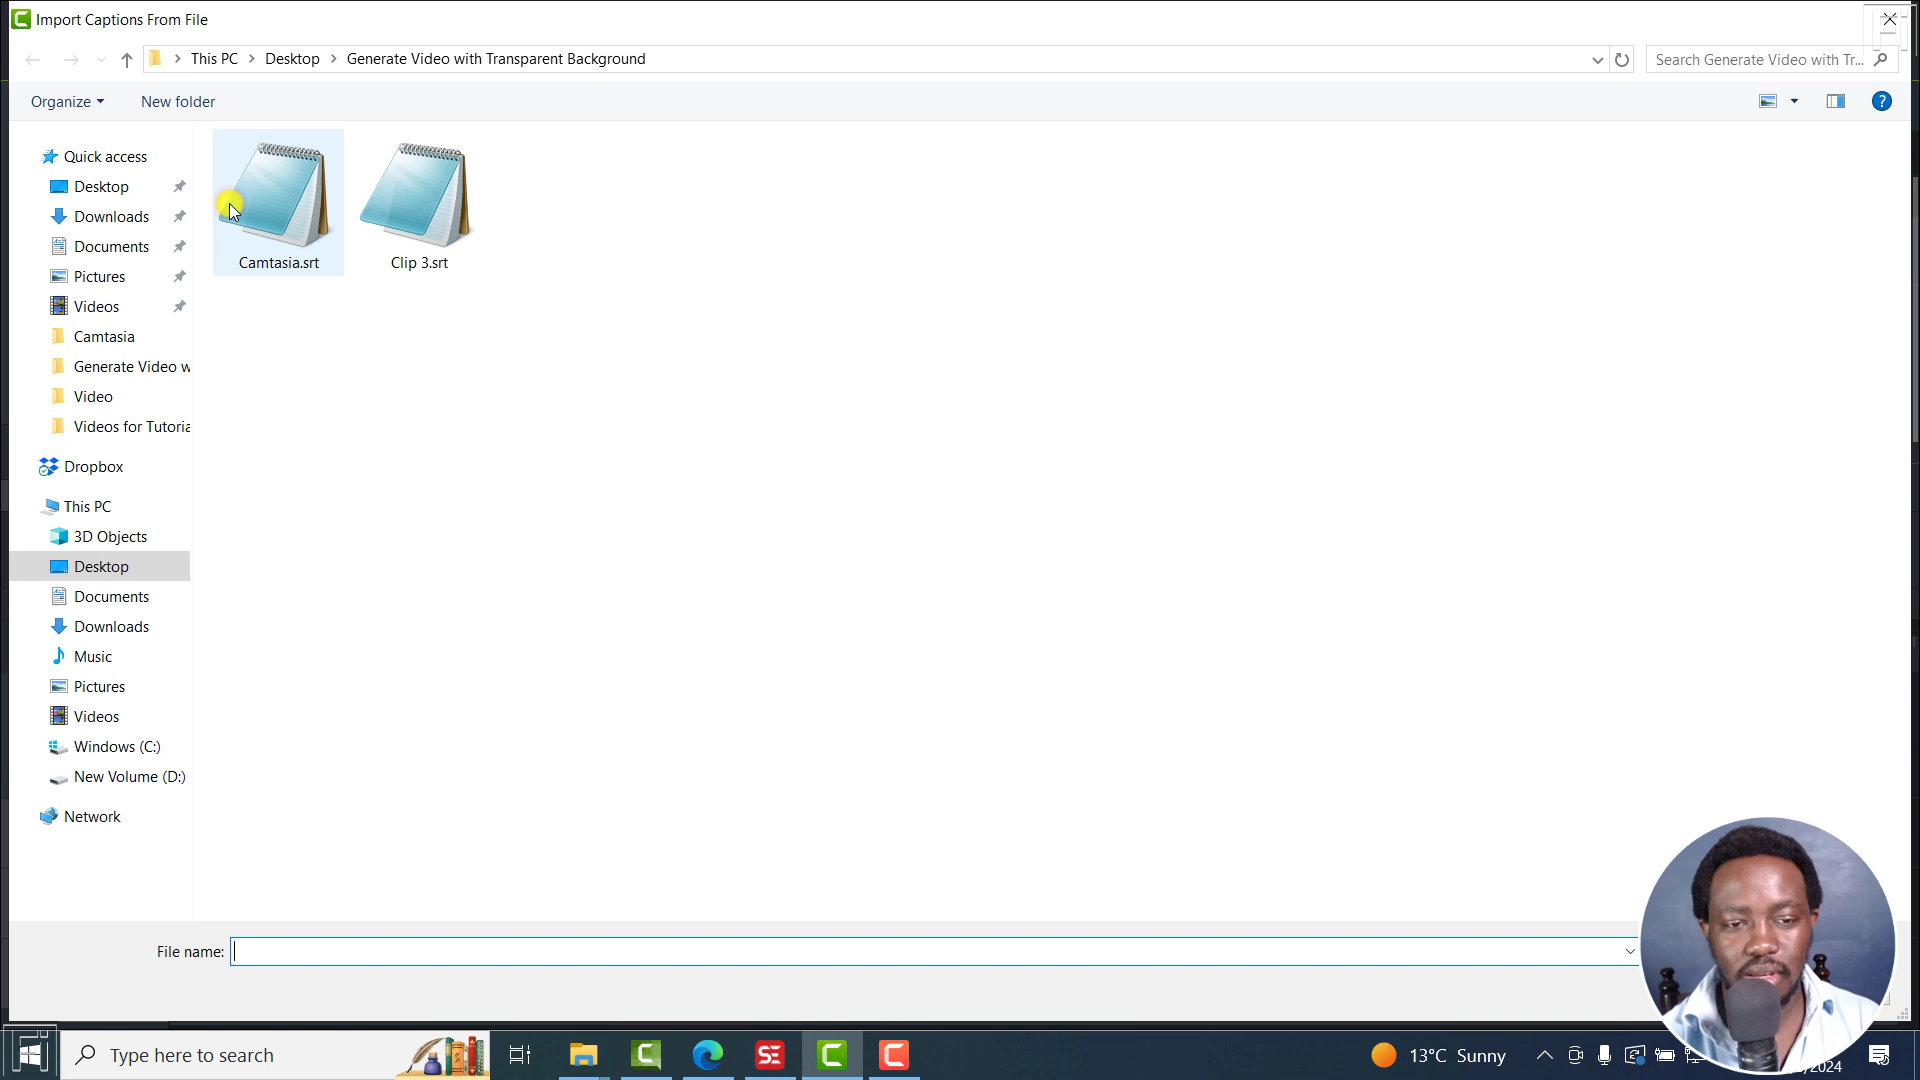 Import Captions From File
This PC > Desktop > Generate Video with Transparent Background
Search Generate Video with Tr...
Organize
New folder
Quick access
Desktop
Downloads
Documents
Pictures
Videos
Camtasia
Generate Video w
Video
Videos for Tutoria
Dropbox
This PC
3D Objects
Desktop
Documents
Downloads
Music
Pictures
Videos
Windows (C:)
New Volume (D:)
Network
Camtasia.srt
Clip 3.srt
File name:
Type here to search
13°C Sunny